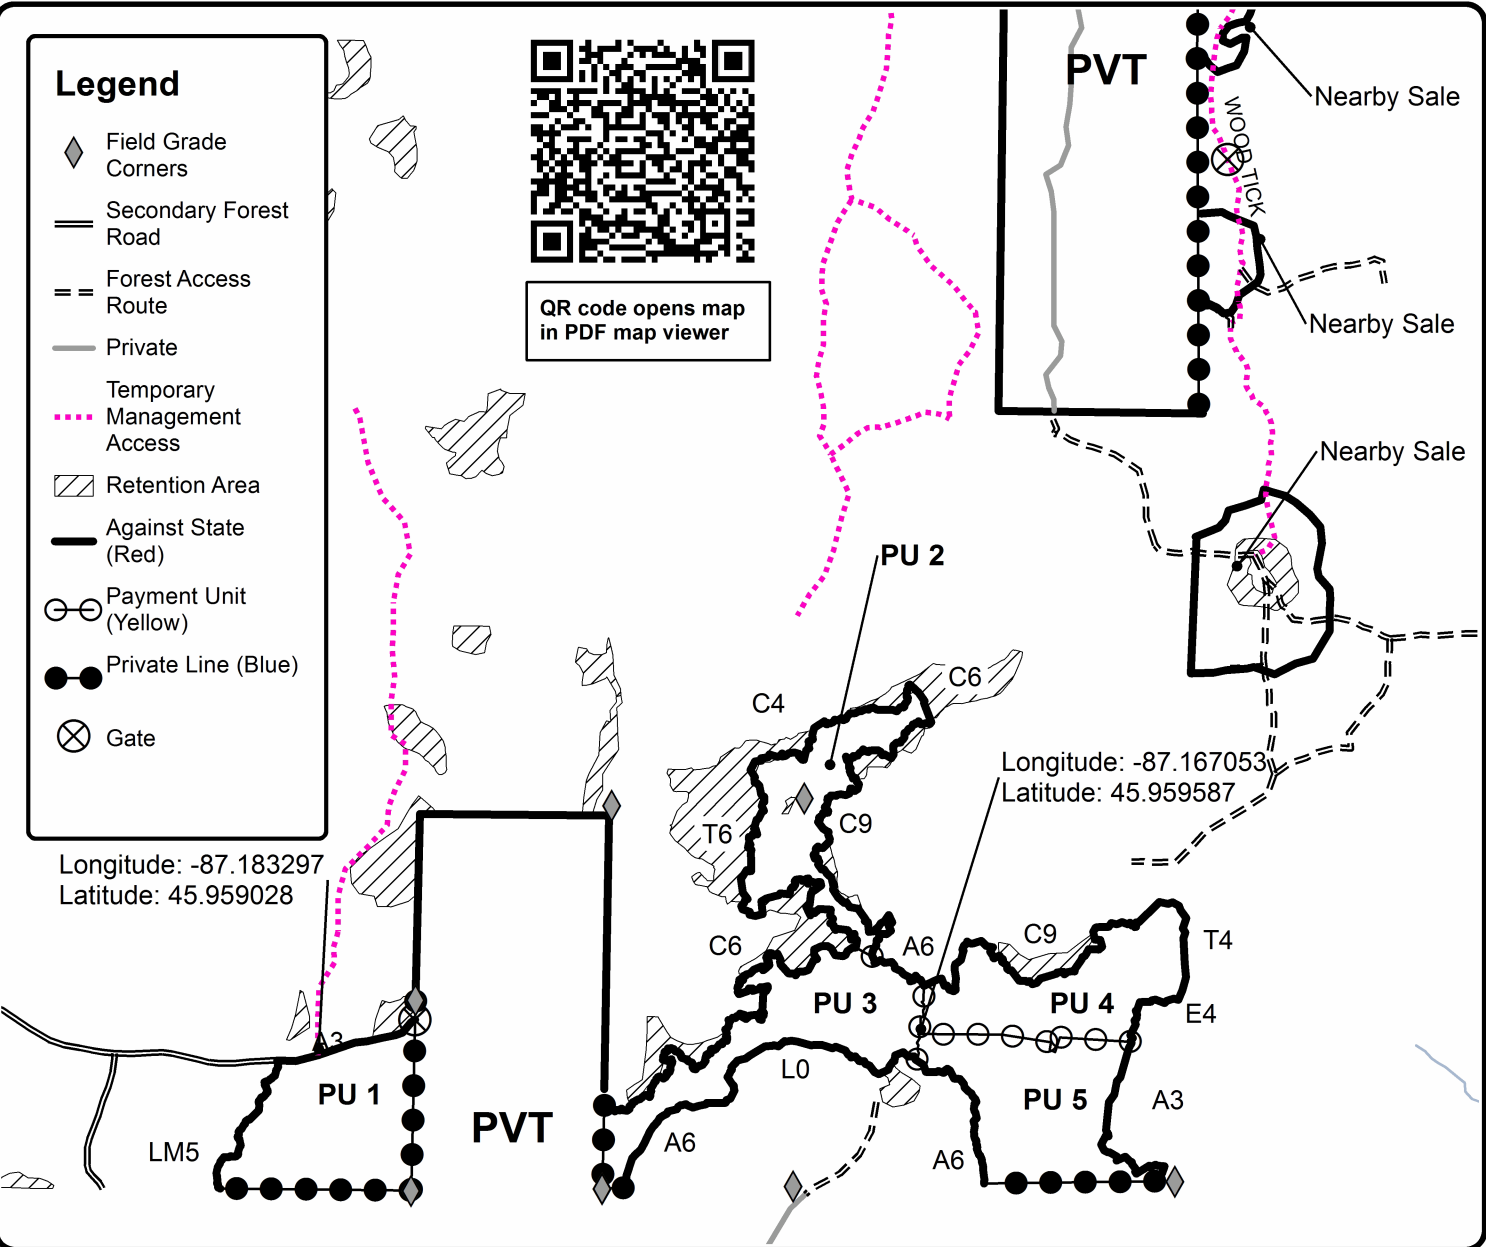 Legend
Field Grade
Corners
Secondary Forest
Road
Forest Access
Route
Private
Temporary
Management
Access
Retention Area
Against State
(Red)
Payment Unit
(Yellow)
Private Line (Blue)
Gate
QR code opens map
in PDF map viewer
PVT
Nearby Sale
WOOD TICK
Nearby Sale
Nearby Sale
PU 2
C6
C4
Longitude: -87.167053
Latitude: 45.959587
T6
C9
Longitude: -87.183297
Latitude: 45.959028
C6
A6
C9
T4
PU 3
PU 4
E4
A3
L0
PU 1
PVT
PU 5
A3
LM5
A6
A6